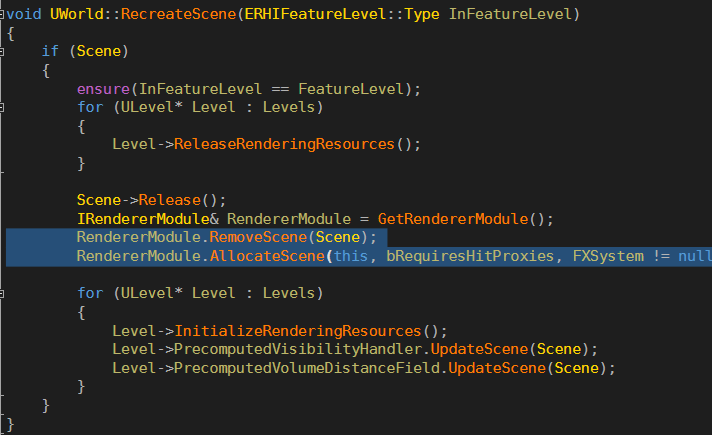 void UWorld::RecreateScene(ERHIFeatureLevel::Type InFeatureLevel)
{
if (Scene)
{
ensure(InFeatureLevel == FeatureLevel);
for (ULevel* Level : Levels)
{
Level->ReleaseRenderingResources();
}
Scene->Release();
IRendererModule& RendererModule = GetRendererModule();
RendererModule.RemoveScene(Scene);
RendererModule.AllocateScene(this, bRequiresHitProxies, FXSystem != null
for (ULevel* Level : Levels)
{
Level->InitializeRenderingResources();
Level->PrecomputedVisibilityHandler.UpdateScene(Scene);
Level->PrecomputedVolumeDistanceField.UpdateScene(Scene);
}
}
}